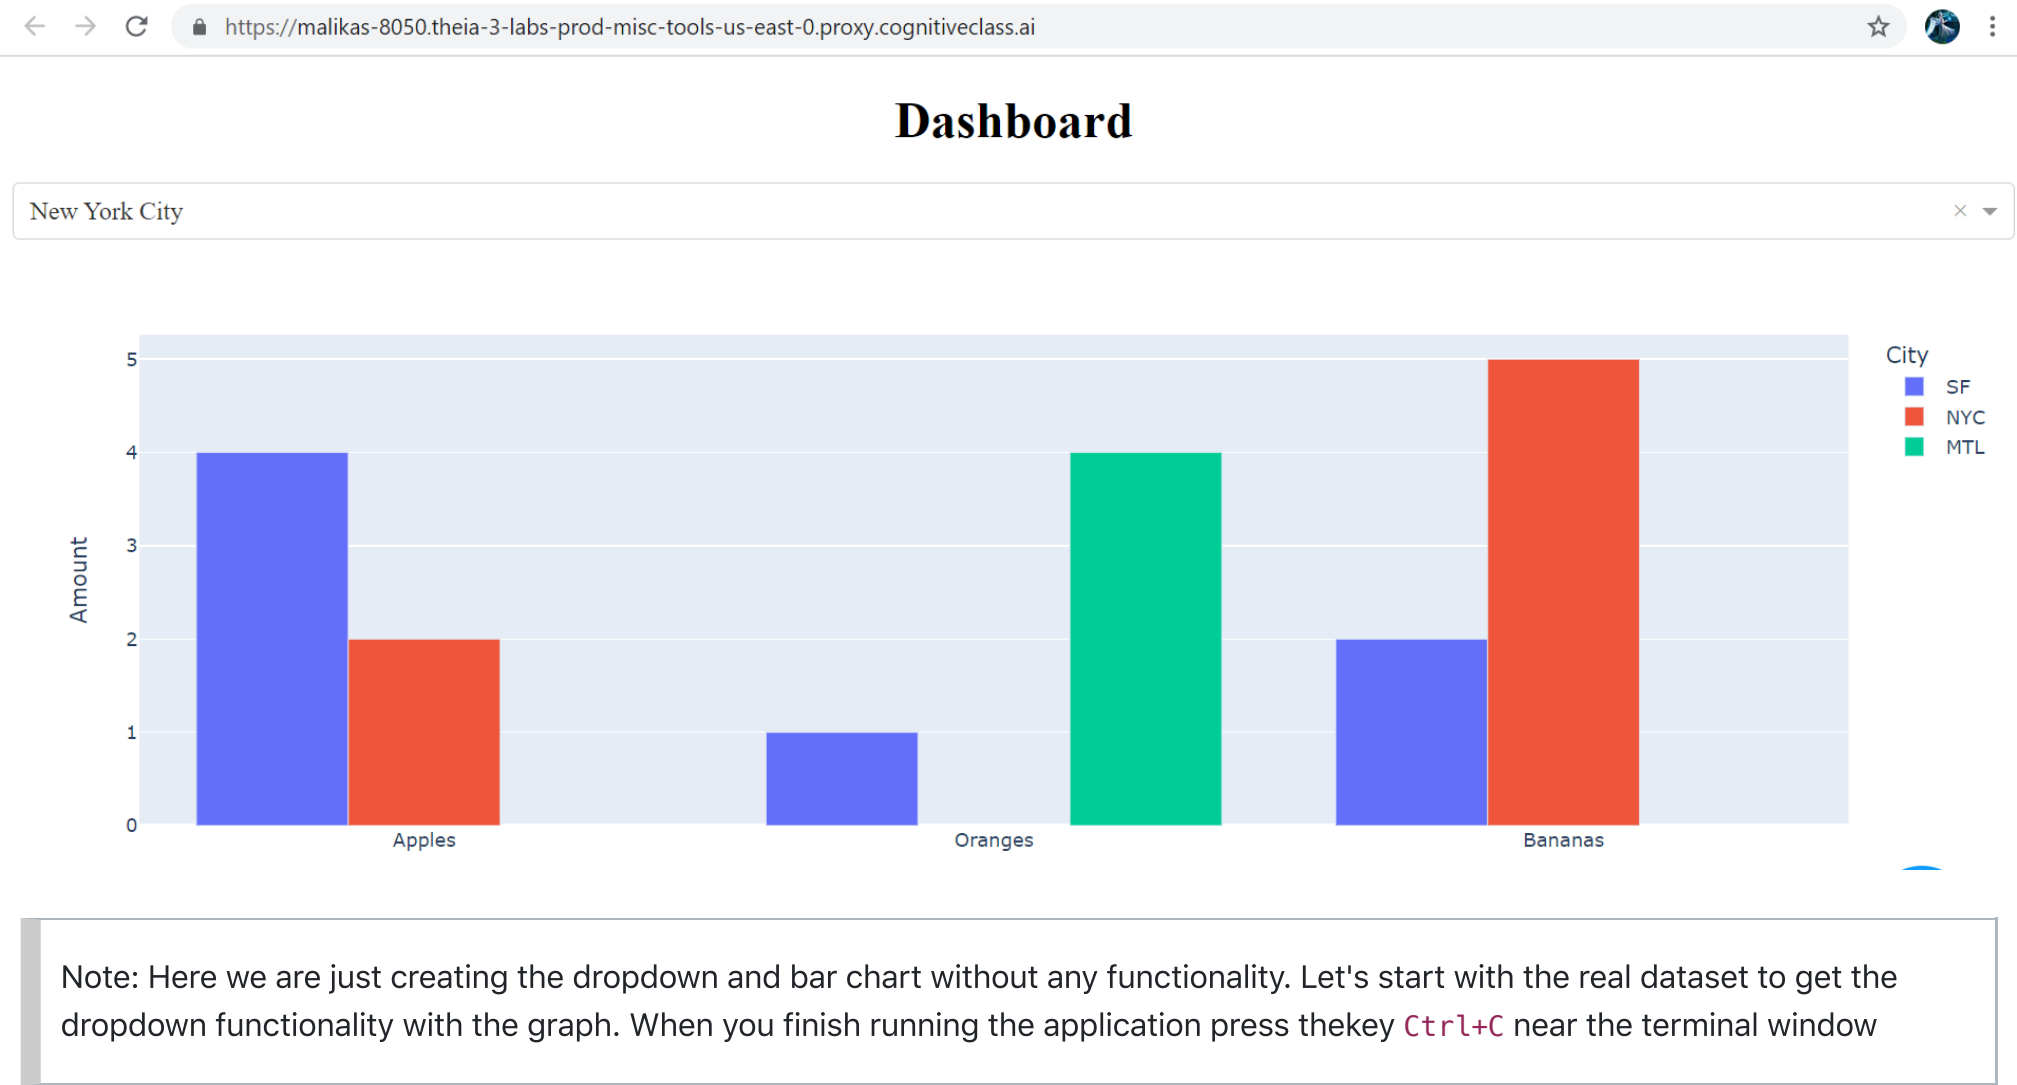 https://malikas-8050.theia-3-labs-prod-misc-tools-us-east-0.proxy.cognitiveclass.ai
Dashboard
New York City
City
SF
NYC
MTL
Amount
5
4
3
2
1
0
Apples
Oranges
Bananas
Note: Here we are just creating the dropdown and bar chart without any functionality. Let's start with the real dataset to get the
dropdown functionality with the graph. When you finish running the application press thekey Ctrl+C near the terminal window